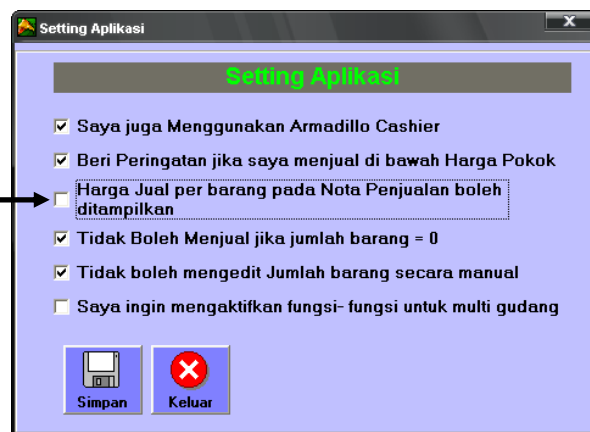 Setting Aplikasi
Setting Aplikasi
Saya juga Menggunakan Armadillo Cashier
Beri Peringatan jika saya menjual di bawah Harga Pokok
Harga Jual per barang pada Nota Penjualan boleh
ditampilkan
Tidak Boleh Menjual jika jumlah barang = 0
Tidak boleh mengedit Jumlah barang secara manual
Saya ingin mengaktifkan fungsi- fungsi untuk multi gudang
Simpan
Keluar